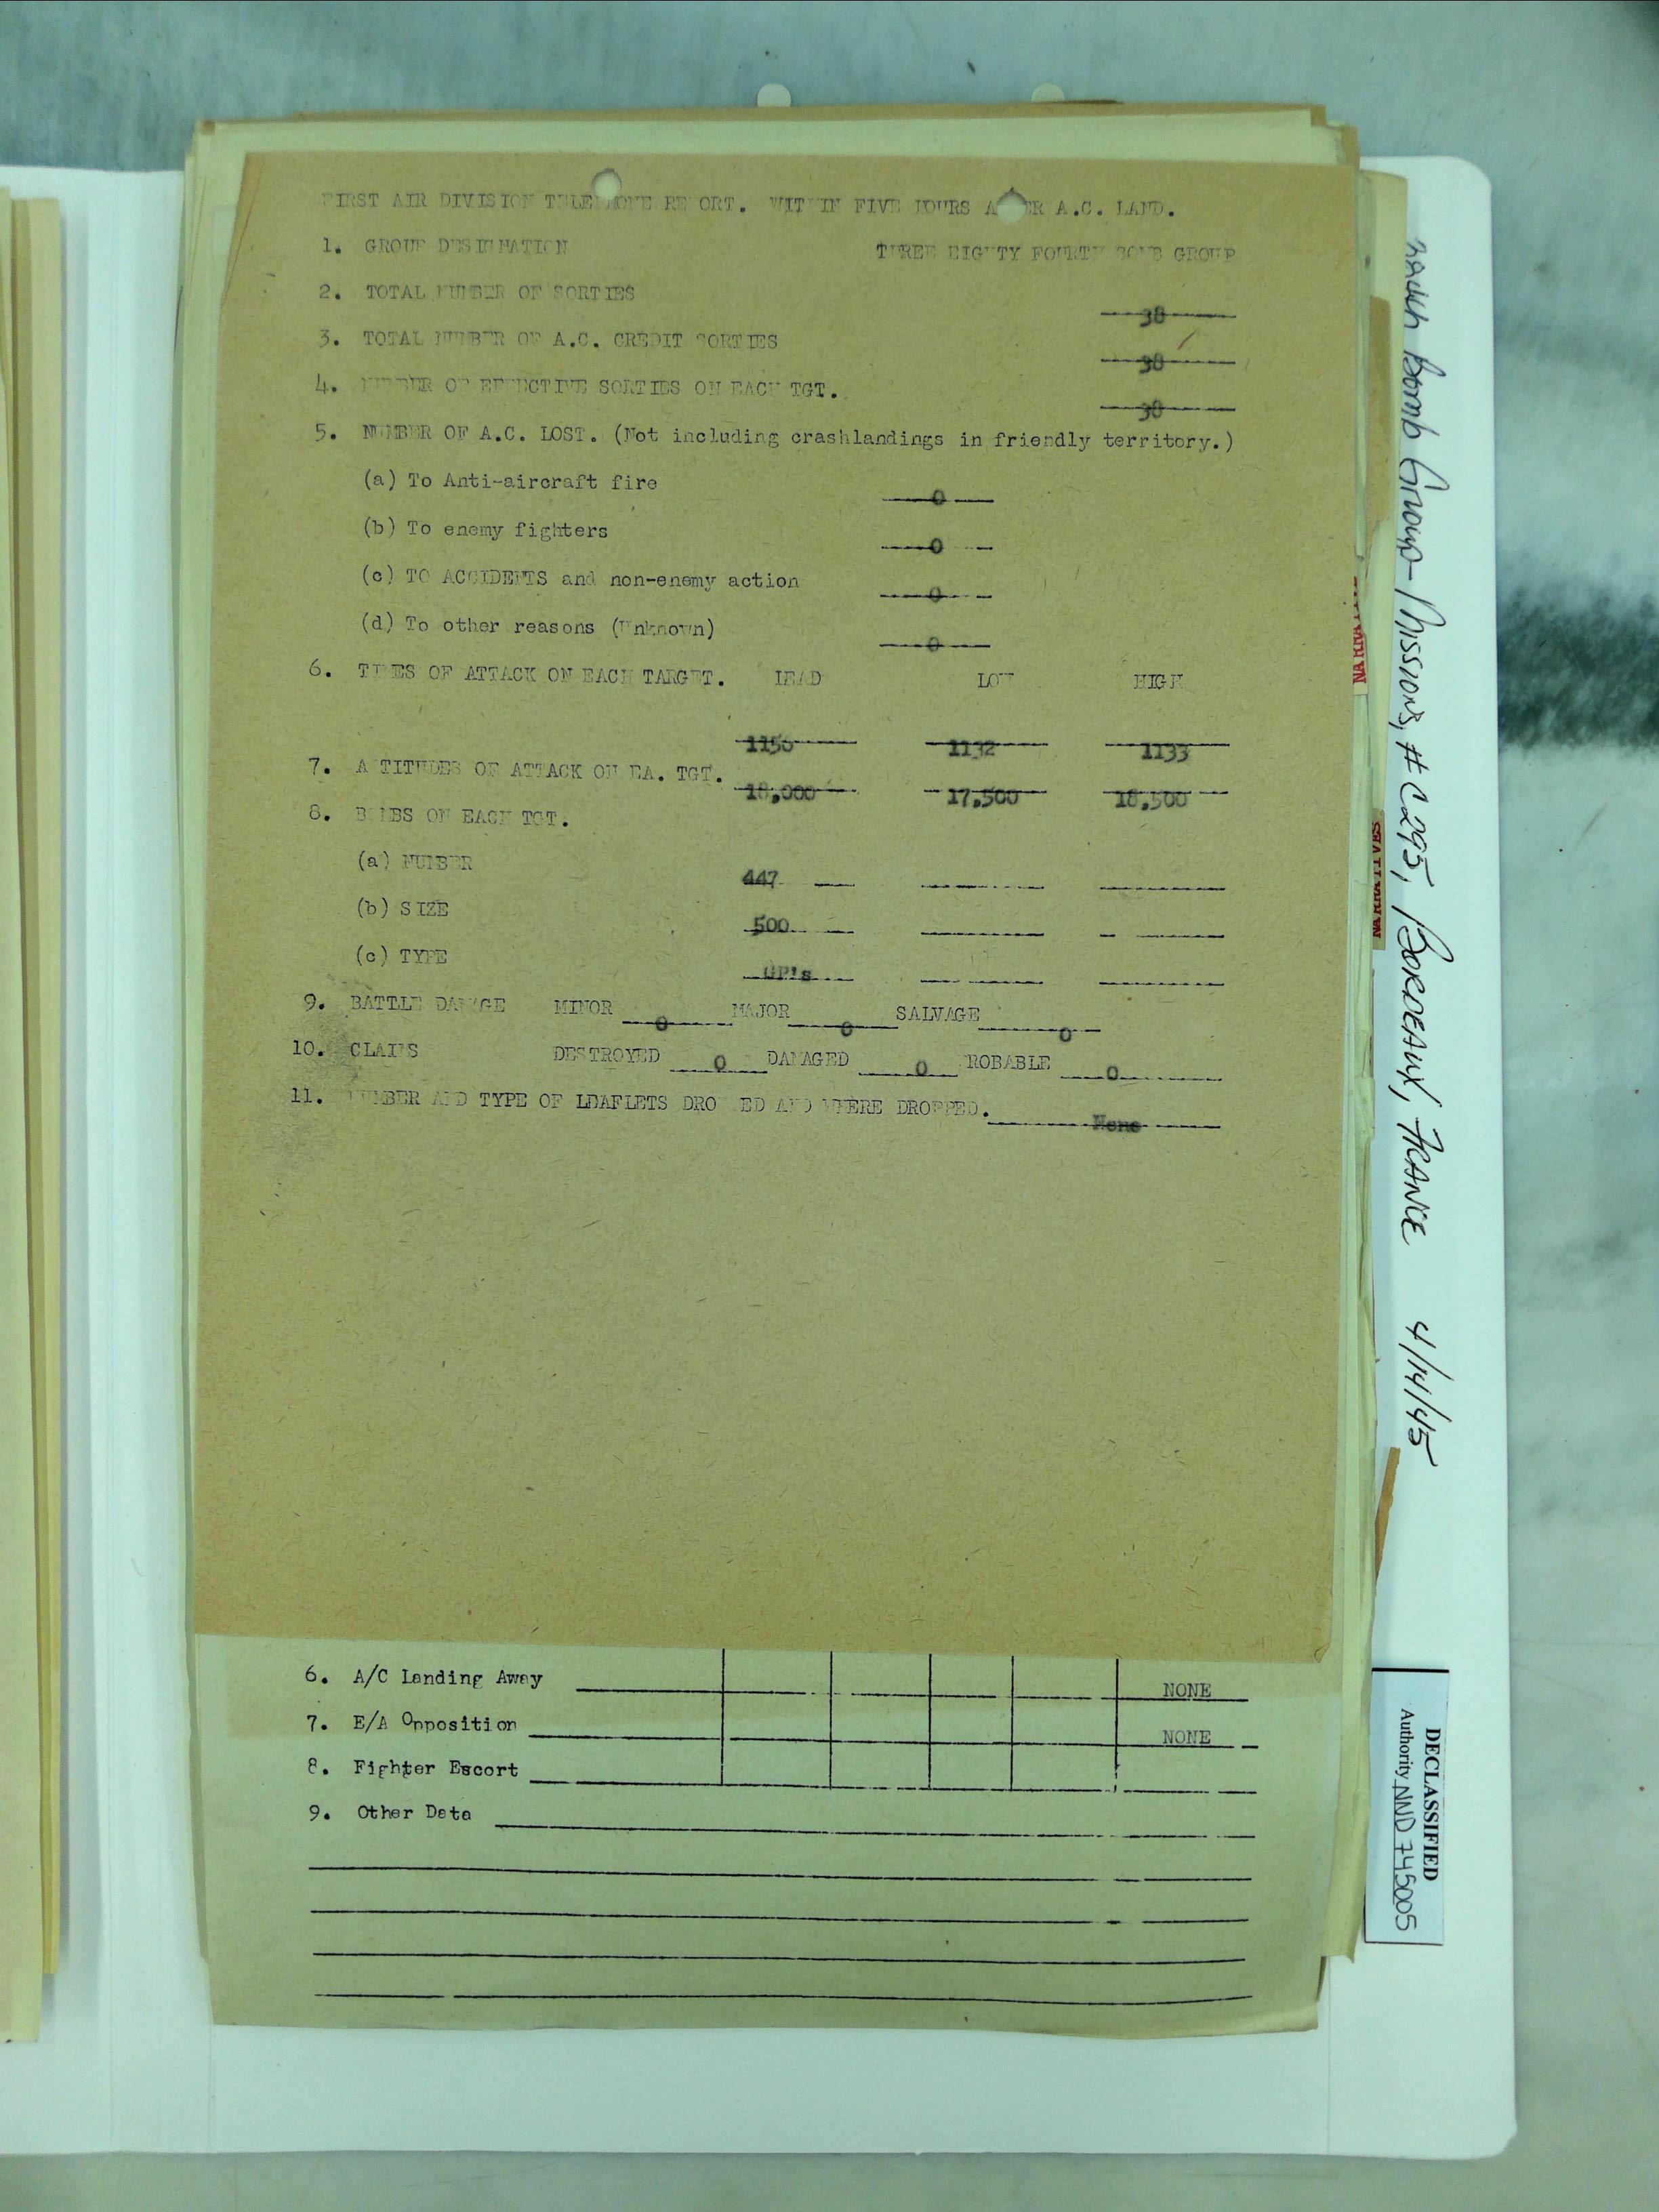 FIRST AIR DIVISION TELEPHONE REPORT. WITHIN FIVE HOURS AFTER A.C. LAND.
1. GROUP DESIGNATION THREE EIGHTY FOURTH BOMB GROUP
2. TOTAL NUMBER OF SORTIES 38
3. TOTAL NUMBER OF A.C. CREDIT SORTIES 38
4. NUMBER OF EFFECTIVE SORTIES ON EACH TGT. 38
5. NUMBER OF A.C. LOST. (Not including crashlandings in friendly territory.)
(a) To Anti-aircraft fire 0
(b) To enemy fighters 0
(c) TO ACCIDENTS and non-enemy action 0
(d) To other reasons (Unknown) 0
6. TIMES OF ATTACK ON EACH TARGET. LEAD LOW HIGH
1132 1133
7. ALTITUDES OF ATTACK ON EA. TGT. 18,000 17,500 18,500
8. BOMBS ON EACH TGT.
(a) NUMBER 447
(b) SIZE 500
(c) TYPE GP's
9. BATTLE DAMAGE MINOR 0 MAJOR 0 SALVAGE 0
10. CLAIMS DESTROYED 0 DAMAGED 0 PROBABLE 0
11. NUMBER AND TYPE OF LEAFLETS DROPPED AND WHERE DROPPED. None
6. A/C Landing Away NONE
7. E/A Opposition NONE
8. Fighter Escort
9. Other Data
Bomb Group - Missions, #C295, BORDEAUX, FRANCE 4/14/45
NARRATIVES
DECLASSIFIED
Authority NND 745005